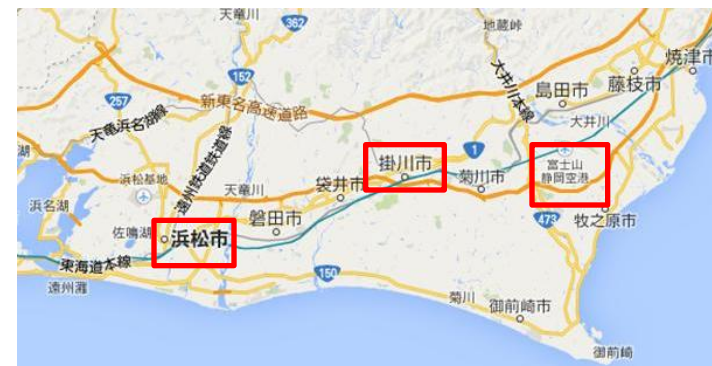 天竜川
362
地蔵峠
焼津市
152
大井川本線
島田市
藤枝市
257
新東名高速道路
天竜浜名湖線
遠州鉄道鉄道線
大井川
湖
掛川市
1
富士山
静岡空港
浜松基地
天竜川
袋井市
菊川市
浜名湖
磐田市
473
牧之原市
佐鳴湖
浜松市
東海道本線
150
遠州灘
菊川
御前崎市
御前崎